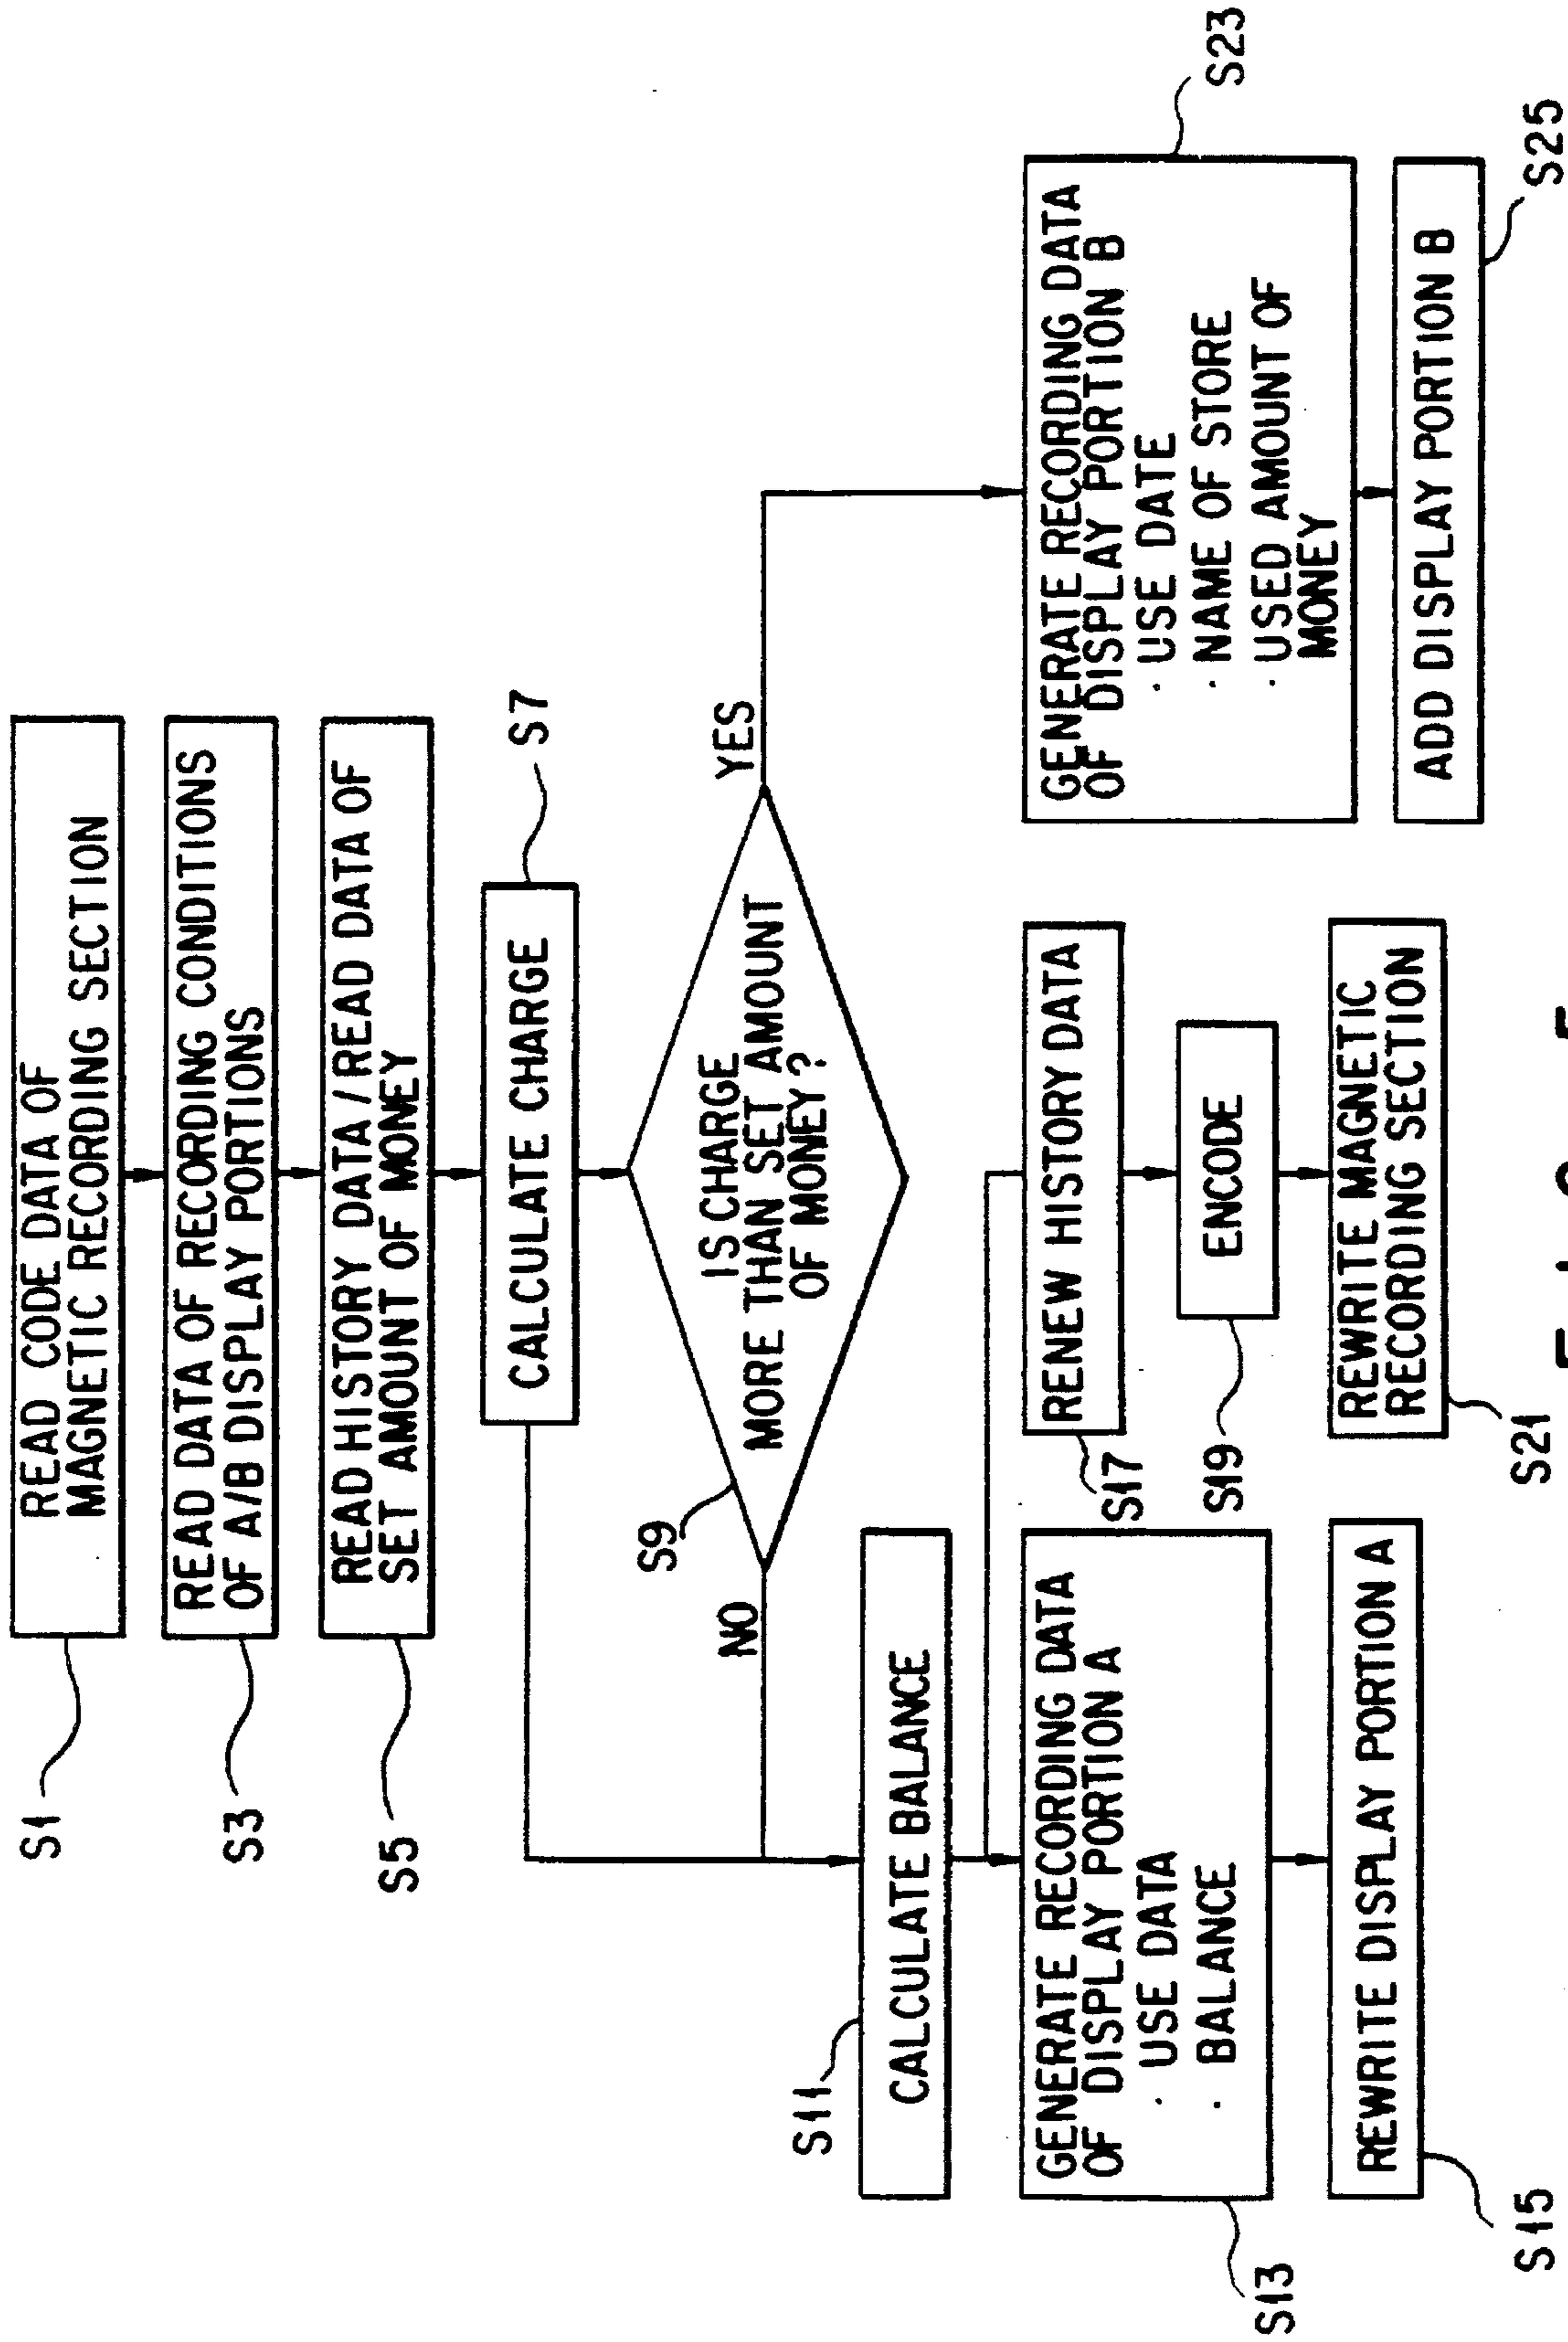 S1
READ CODE DATA OF
MAGNETIC RECORDING SECTION
S3
READ DATA OF RECORDING CONDITIONS
OF A/B DISPLAY PORTIONS
S5
READ HISTORY DATA / READ DATA OF
SET AMOUNT OF MONEY
CALCULATE CHARGE
S7
S9
IS CHARGE
MORE THAN SET AMOUNT
OF MONEY?
NO
YES
S11
CALCULATE BALANCE
S13
GENERATE RECORDING DATA
OF DISPLAY PORTION A
· USE DATA
· BALANCE
S15
REWRITE DISPLAY PORTION A
S17
RENEW HISTORY DATA
S19
ENCODE
S21
REWRITE MAGNETIC
RECORDING SECTION
GENERATE RECORDING DATA
OF DISPLAY PORTION B
· USE DATE
· NAME OF STORE
· USED AMOUNT OF
MONEY
S23
ADD DISPLAY PORTION B
S25